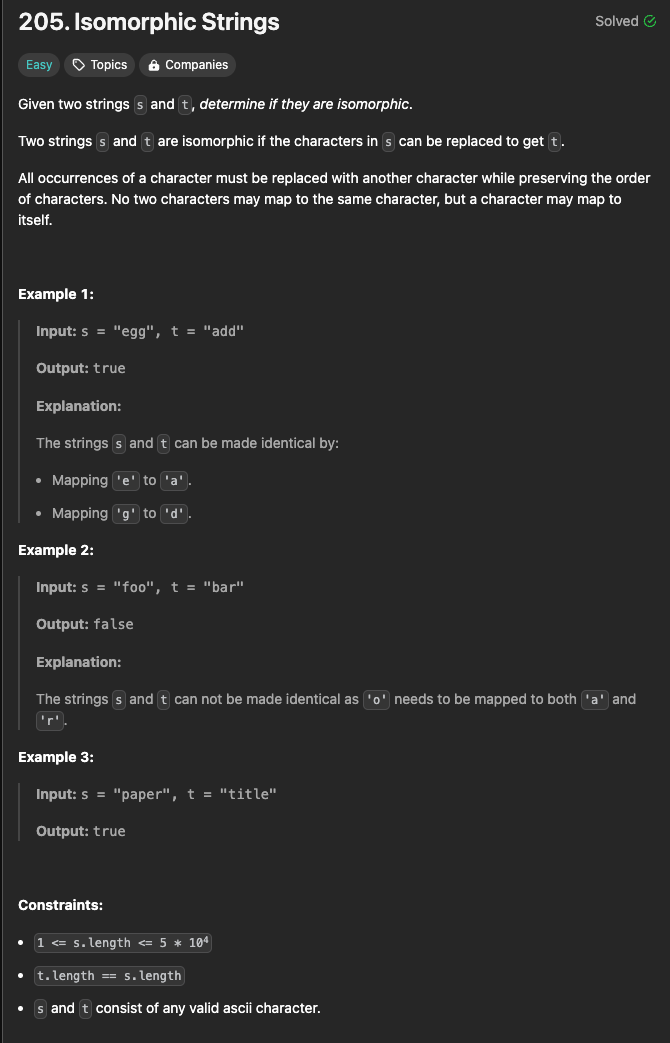 205. Isomorphic Strings
Solved
Easy Topics Companies
Given two strings s and t, determine if they are isomorphic.
Two strings s and t are isomorphic if the characters in s can be replaced to get t.
All occurrences of a character must be replaced with another character while preserving the order
of characters. No two characters may map to the same character, but a character may map to
itself.
Example 1:
Input: s = "egg", t = "add"
Output: true
Explanation:
The strings s and t can be made identical by:
• Mapping 'e' to 'a'.
• Mapping 'g' to 'd'.
Example 2:
Input: s = "foo", t = "bar"
Output: false
Explanation:
The strings s and t can not be made identical as 'o' needs to be mapped to both 'a' and
'r'.
Example 3:
Input: s = "paper", t = "title"
Output: true
Constraints:
• 1 <= s.length <= 5 * 10⁴
• t.length == s.length
• s and t consist of any valid ascii character.